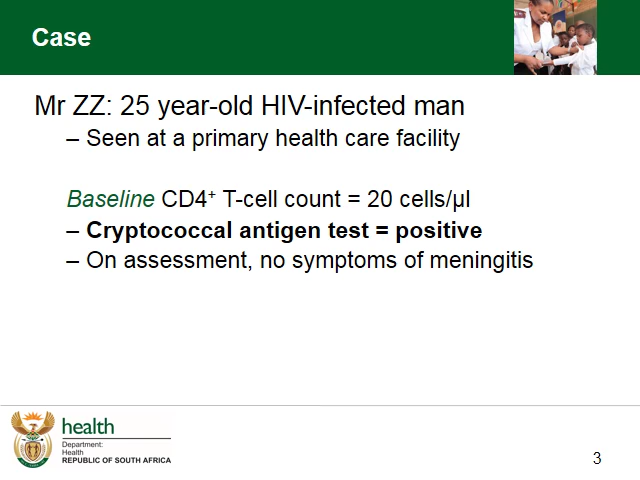 Case
Mr ZZ: 25 year-old HIV-infected man
– Seen at a primary health care facility
Baseline CD4⁺ T-cell count = 20 cells/µl
– Cryptococcal antigen test = positive
– On assessment, no symptoms of meningitis
health
Department:
Health
REPUBLIC OF SOUTH AFRICA
3